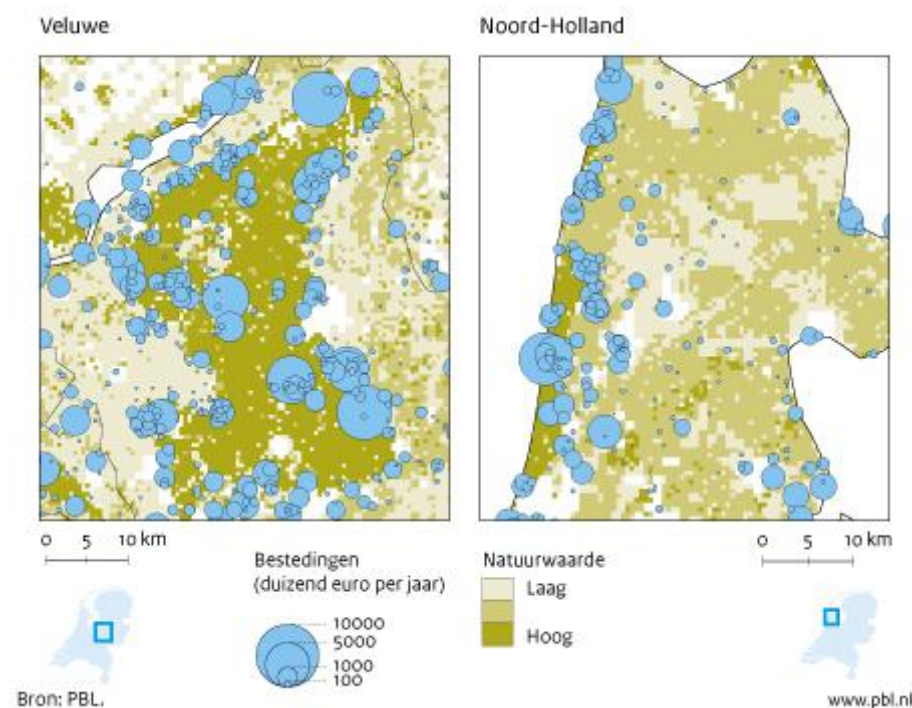 Veluwe
Noord-Holland
0 5 10 km
Bestedingen
(duizend euro per jaar)
10000
5000
1000
100
Natuurwaarde
Laag
Hoog
0 5 10 km
Bron: PBL.
www.pbl.nl